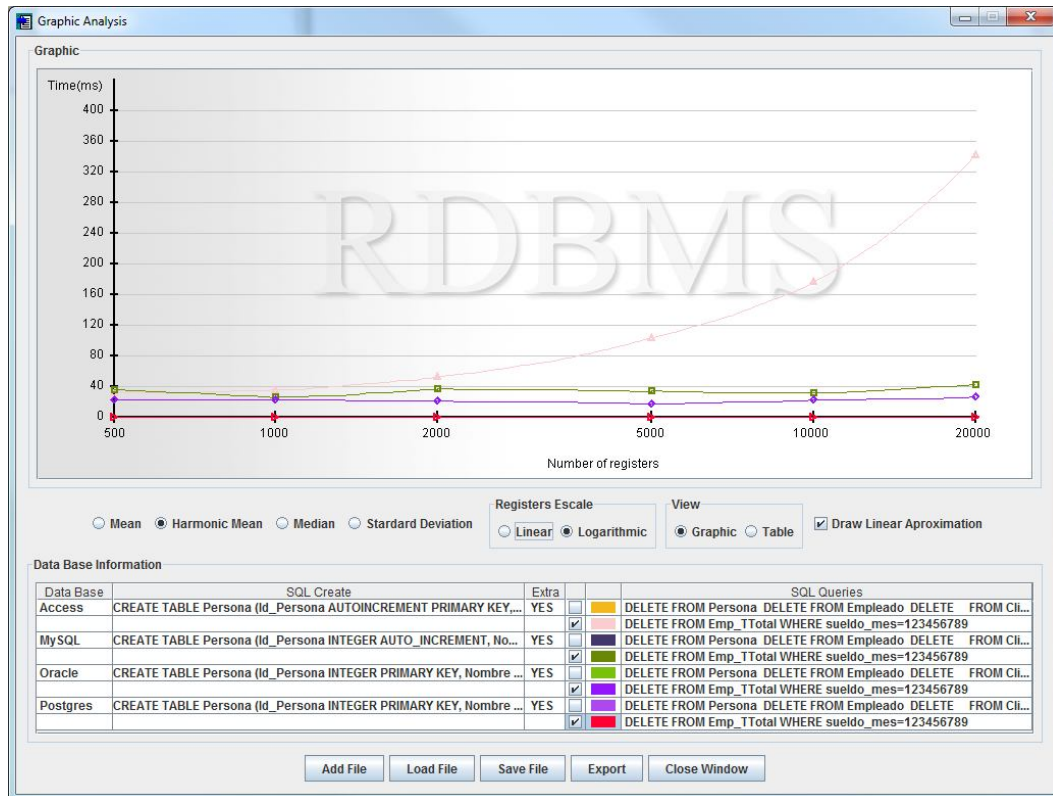 Graphic Analysis
Graphic
Time(ms)
400
360
320
280
240
200
160
120
80
40
0
RDBMS
500 1000 2000 5000 10000 20000
Number of registers
Mean Harmonic Mean Median Stardard Deviation
Registers Escale
Linear Logarithmic
View
Graphic Table
Draw Linear Aproximation
Data Base Information
Data Base SQL Create Extra SQL Queries
Access CREATE TABLE Persona (Id_Persona AUTOINCREMENT PRIMARY KEY,... YES DELETE FROM Persona DELETE FROM Empleado DELETE FROM Cli...
DELETE FROM Emp_TTotal WHERE sueldo_mes=123456789
MySQL CREATE TABLE Persona (Id_Persona INTEGER AUTO_INCREMENT, No... YES DELETE FROM Persona DELETE FROM Empleado DELETE FROM Cli...
DELETE FROM Emp_TTotal WHERE sueldo_mes=123456789
Oracle CREATE TABLE Persona (Id_Persona INTEGER PRIMARY KEY, Nombre ... YES DELETE FROM Persona DELETE FROM Empleado DELETE FROM Cli...
DELETE FROM Emp_TTotal WHERE sueldo_mes=123456789
Postgres CREATE TABLE Persona (Id_Persona INTEGER PRIMARY KEY, Nombre ... YES DELETE FROM Persona DELETE FROM Empleado DELETE FROM Cli...
DELETE FROM Emp_TTotal WHERE sueldo_mes=123456789
Add File Load File Save File Export Close Window